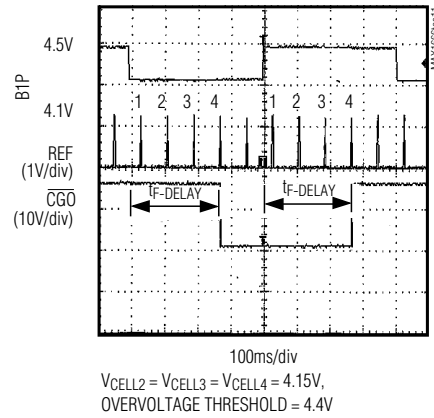 4.5V
B1P
4.1V
1 2 3 4 1 2 3 4
REF
(1V/div)
CGO
(10V/div)
tF-DELAY tF-DELAY
100ms/div
VCELL2 = VCELL3 = VCELL4 = 4.15V,
OVERVOLTAGE THRESHOLD = 4.4V